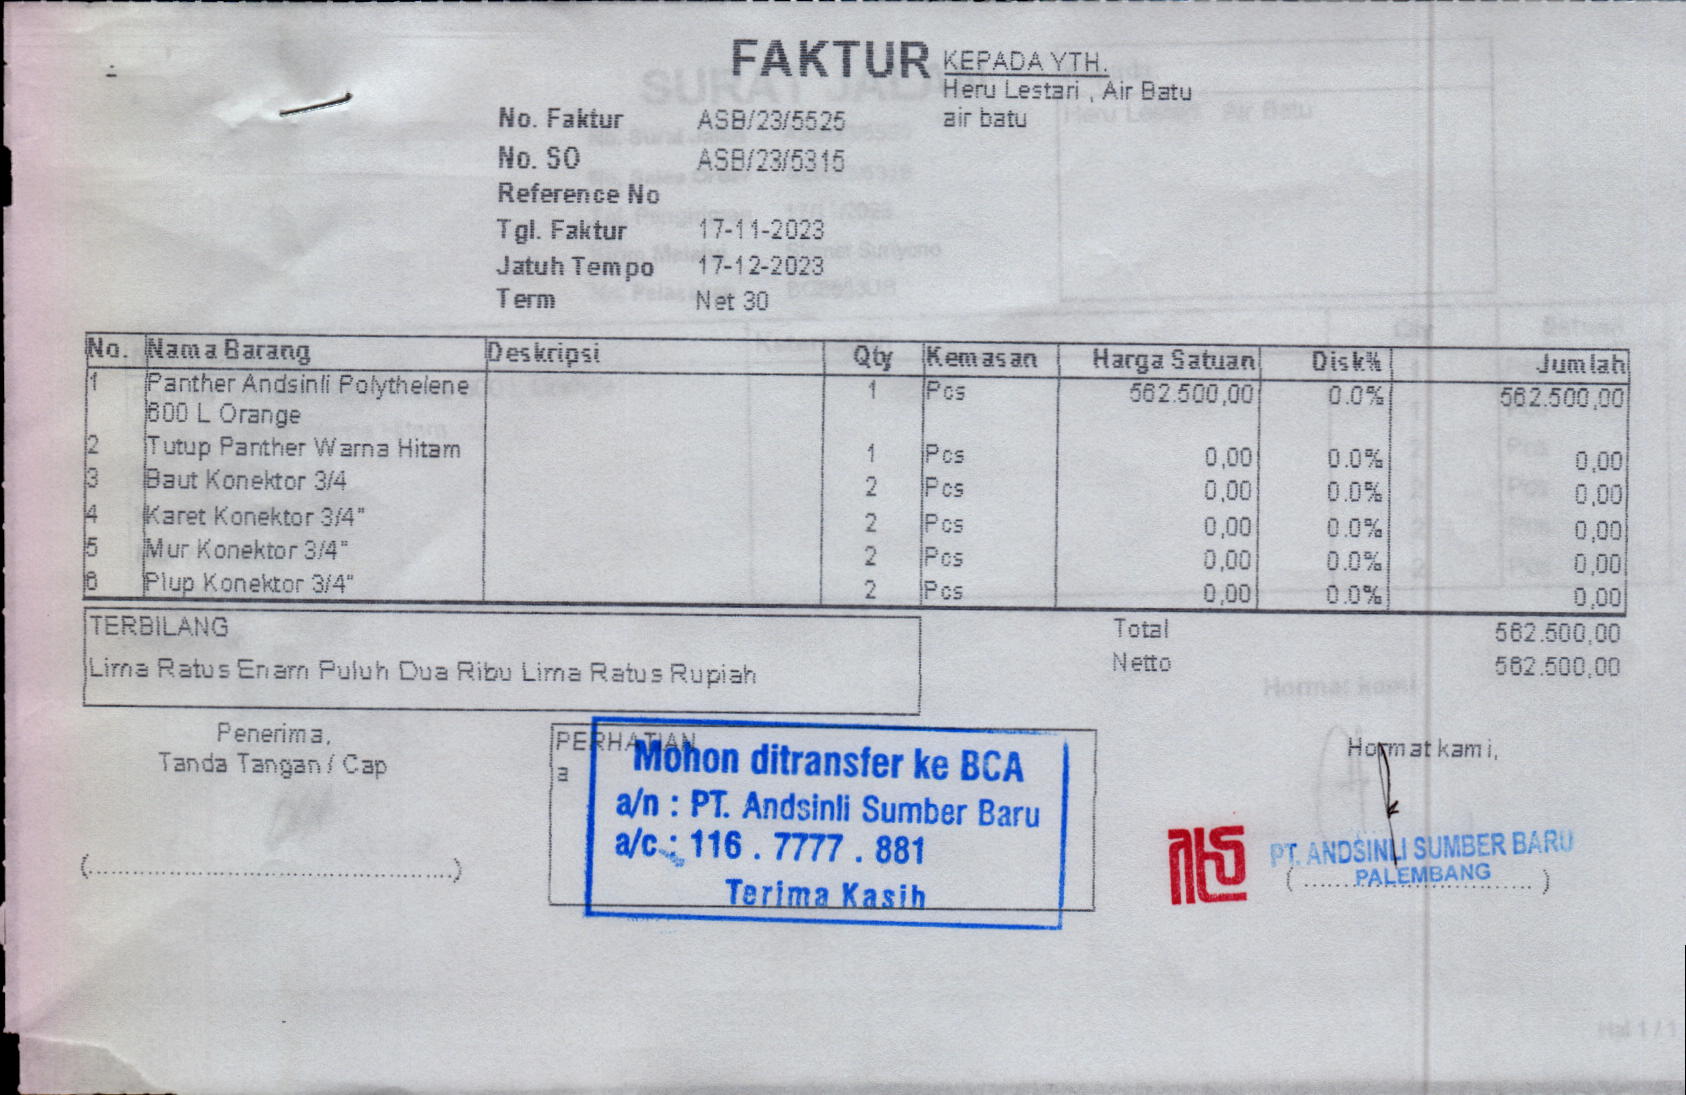 FAKTUR
KEPADA YTH.
Heru Lestari , Air Batu
air batu
No. Faktur ASB/23/5525
No. SO ASB/23/5315
Reference No
Tgl. Faktur 17-11-2023
Jatuh Tempo 17-12-2023
Term Net 30
No. Nama Barang Deskripsi Qty Kemasan Harga Satuan Disk% Jumlah
1 Panther Andsinli Polythelene 1 Pcs 562.500,00 0.0% 562.500,00
600 L Orange
2 Tutup Panther Warna Hitam 1 Pcs 0,00 0.0% 0,00
3 Baut Konektor 3/4 2 Pcs 0,00 0.0% 0,00
4 Karet Konektor 3/4" 2 Pcs 0,00 0.0% 0,00
5 Mur Konektor 3/4" 2 Pcs 0,00 0.0% 0,00
6 Plup Konektor 3/4" 2 Pcs 0,00 0.0% 0,00
TERBILANG
Lima Ratus Enam Puluh Dua Ribu Lima Ratus Rupiah
Total 562.500,00
Netto 562.500,00
Penerima,
Tanda Tangan / Cap
(................................................)
PERHATIAN
a
Mohon ditransfer ke BCA
a/n : PT. Andsinli Sumber Baru
a/c : 116 . 7777 . 881
Terima Kasih
Hormat kami,
PT. ANDSINLI SUMBER BARU
PALEMBANG
Hormat kami
Hal 1 / 1